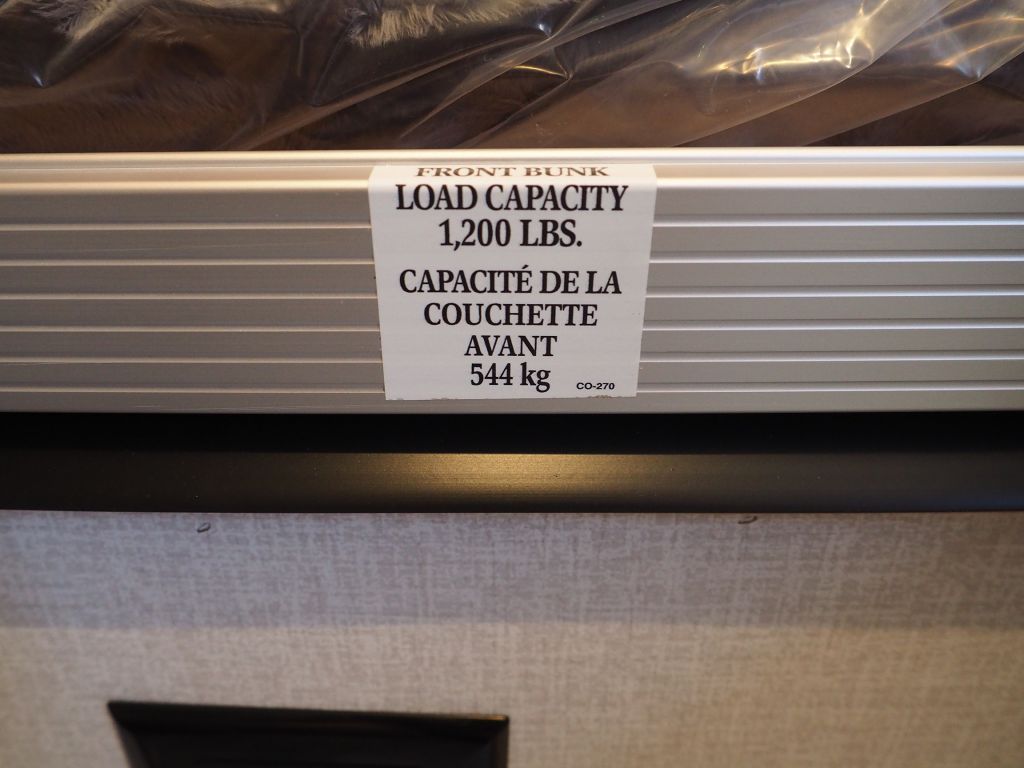 FRONT BUNK
LOAD CAPACITY
1,200 LBS.
CAPACITÉ DE LA
COUCHETTE
AVANT
544 kg
CO-270